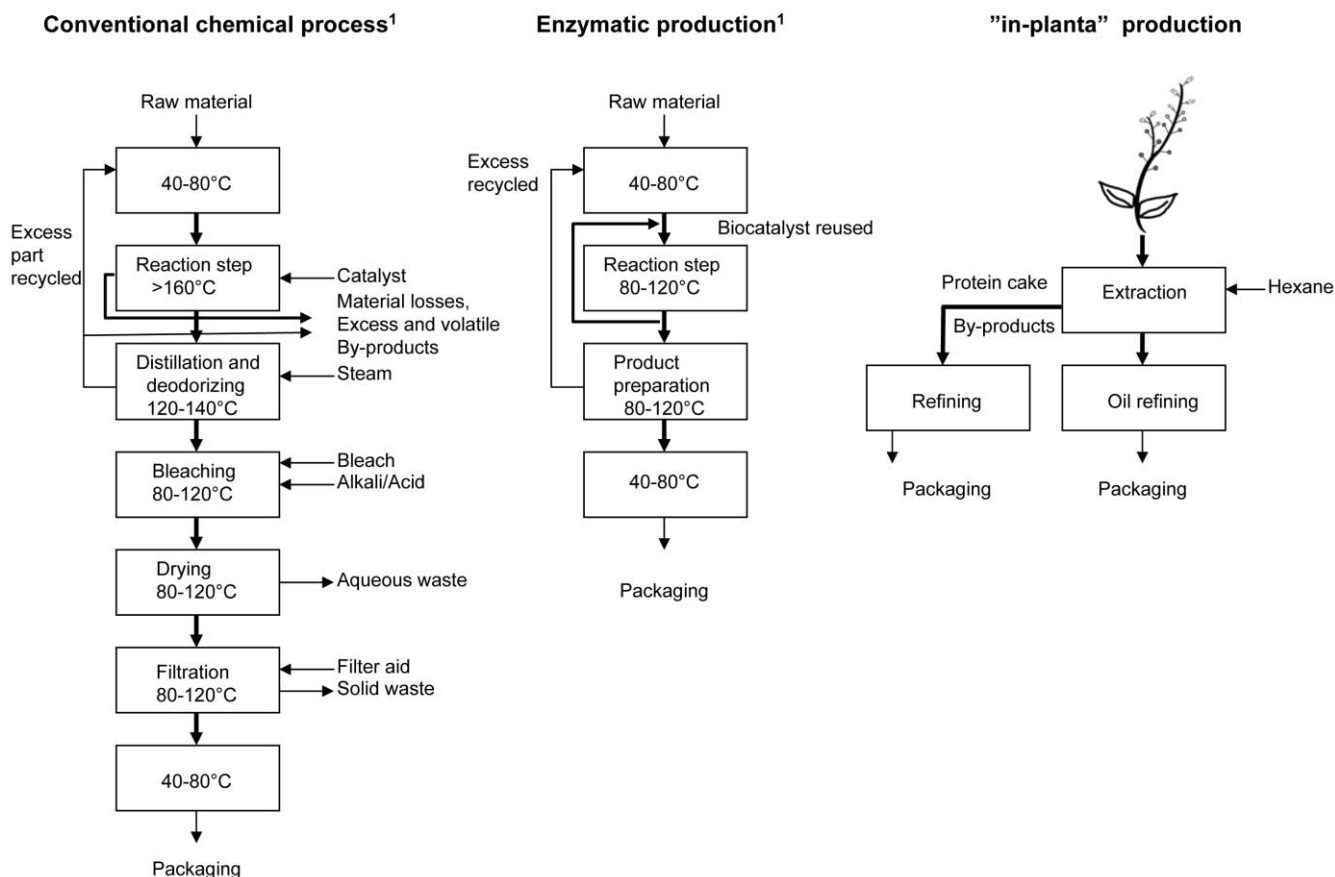 Conventional chemical process¹
Raw material
40-80°C
Excess
part
recycled
Reaction step
>160°C
Catalyst
Material losses,
Excess and volatile
By-products
Distillation and
deodorizing
120-140°C
Steam
Bleaching
80-120°C
Bleach
Alkali/Acid
Drying
80-120°C
Aqueous waste
Filtration
80-120°C
Filter aid
Solid waste
40-80°C
Packaging
Enzymatic production¹
Raw material
Excess
recycled
40-80°C
Biocatalyst reused
Reaction step
80-120°C
Product
preparation
80-120°C
40-80°C
Packaging
”in-planta” production
Extraction
Hexane
Protein cake
By-products
Refining
Oil refining
Packaging
Packaging